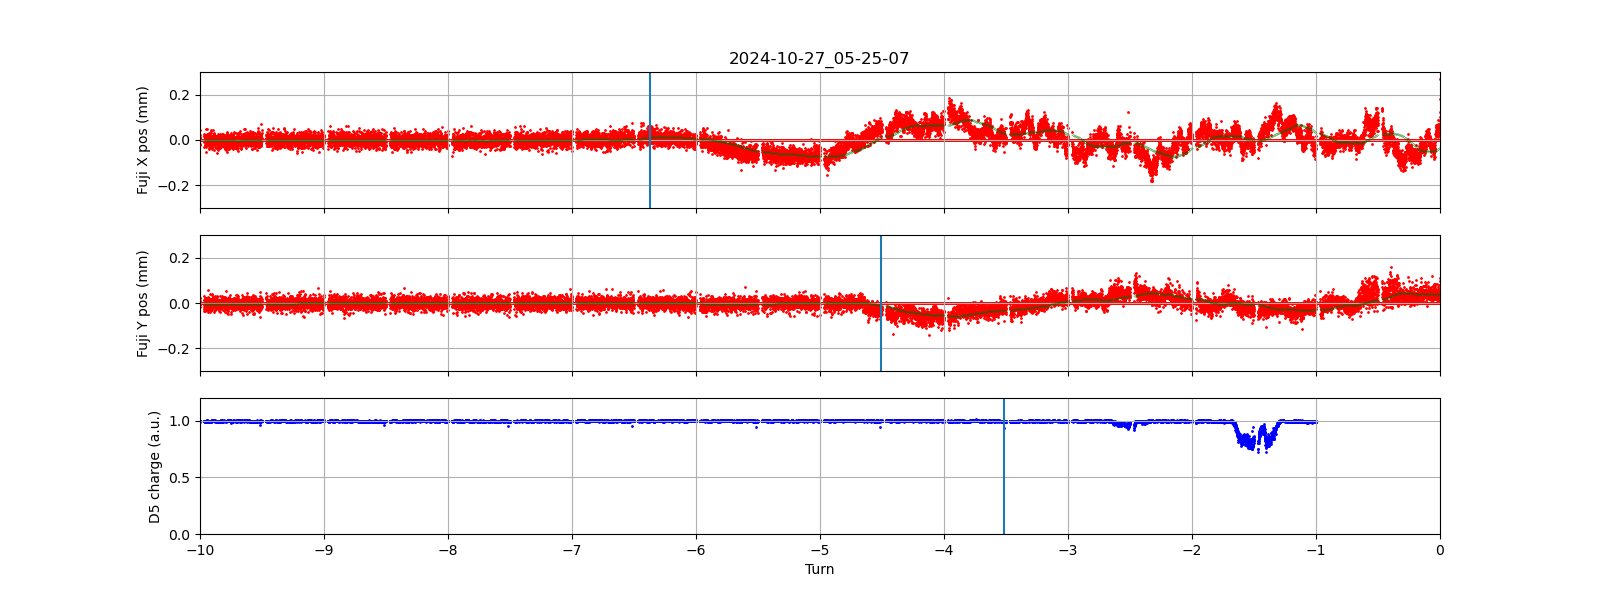 2024-10-27_05-25-07
Fuji X pos (mm)
0.2
0.0
−0.2
Fuji Y pos (mm)
0.2
0.0
−0.2
D5 charge (a.u.)
1.0
0.5
0.0
−10 −9 −8 −7 −6 −5 −4 −3 −2 −1 0
Turn